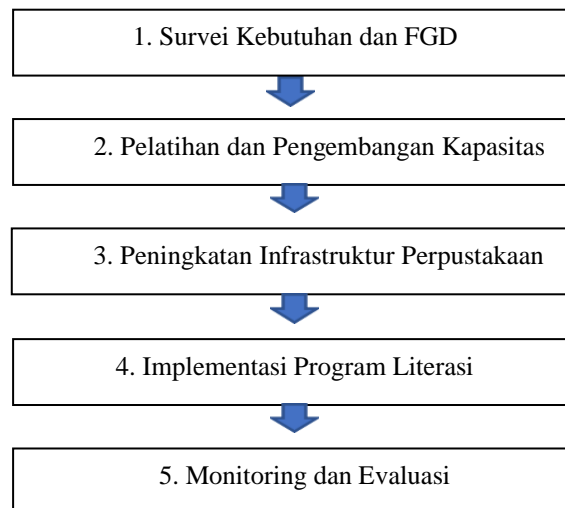 1. Survei Kebutuhan dan FGD
2. Pelatihan dan Pengembangan Kapasitas
3. Peningkatan Infrastruktur Perpustakaan
4. Implementasi Program Literasi
5. Monitoring dan Evaluasi